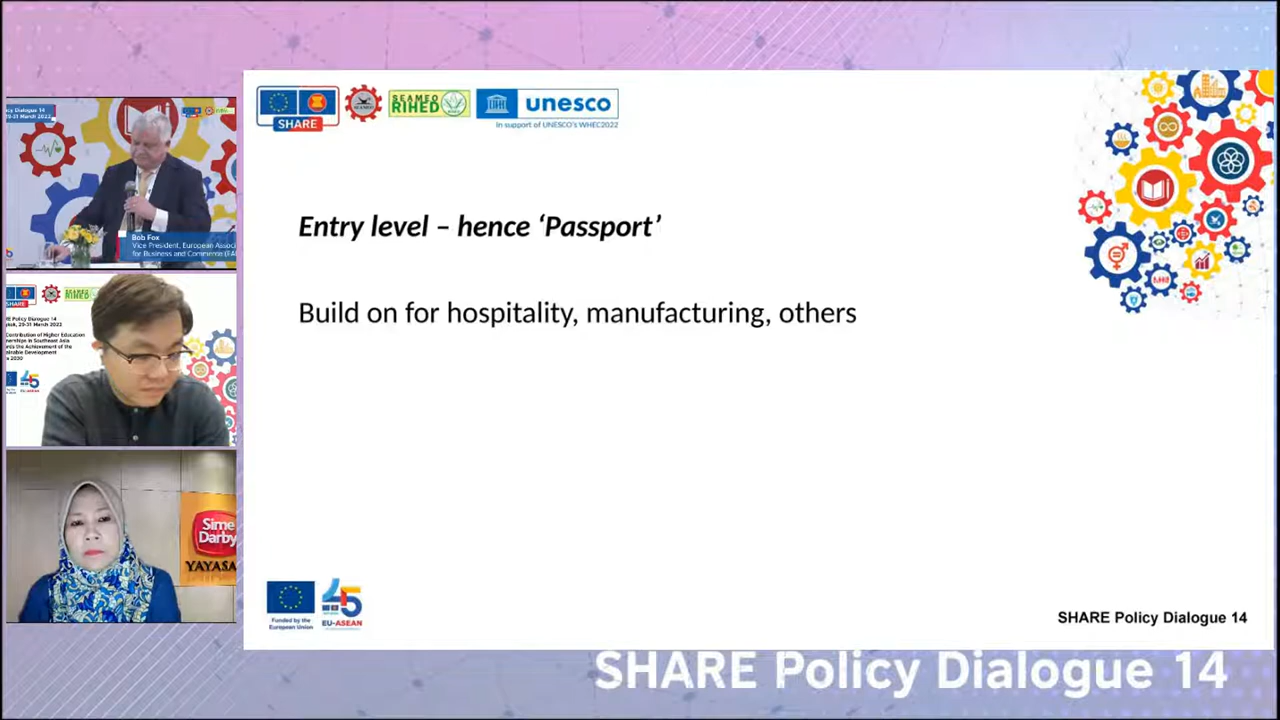 SHARE
SEAMEO
RIHED
unesco
In support of UNESCO's WHEC2022
Entry level – hence ‘Passport’
Build on for hospitality, manufacturing, others
Funded by the
European Union
45
EU-ASEAN
SHARE Policy Dialogue 14
SHARE Policy Dialogue 14
Bob Fox
Vice President, European Assoc
for Business and Commerce (EA
Sime
Darby
YAYASA